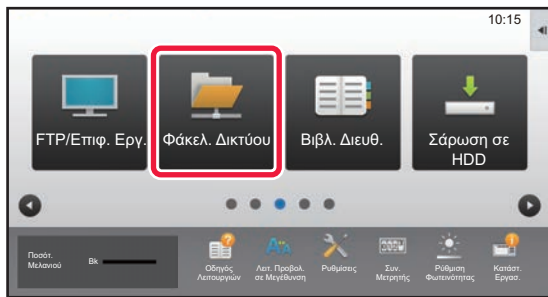 10:15
FTP/Επιφ. Εργ.
Φάκελ. Δικτύου
Βιβλ. Διευθ.
Σάρωση σε
HDD
Ποσότ.
Μελανιού
Bk
Οδηγός
Λειτουργιών
Λειτ. Προβολ.
σε Μεγέθυνση
Ρυθμίσεις
Συν.
Μετρητής
Ρύθμιση
Φωτεινότητας
Κατάστ.
Εργασ.